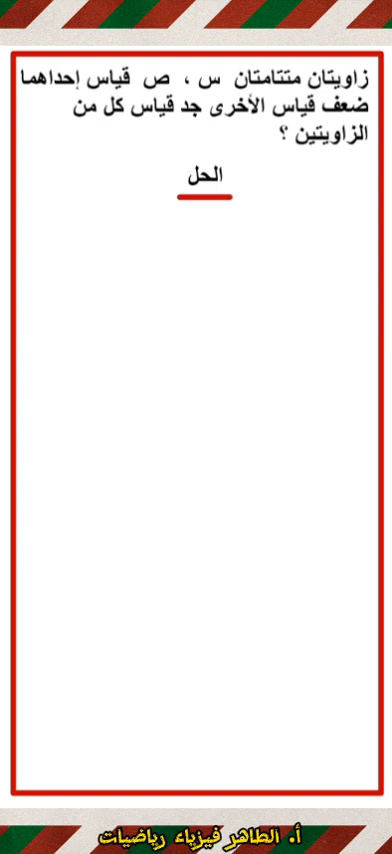 زاويتان متتامتان س ، ص قياس إحداهما
ضعف قياس الأخرى جد قياس كل من
الزاويتين ؟
الحل
أ. الطاهر فيزياء رياضيات